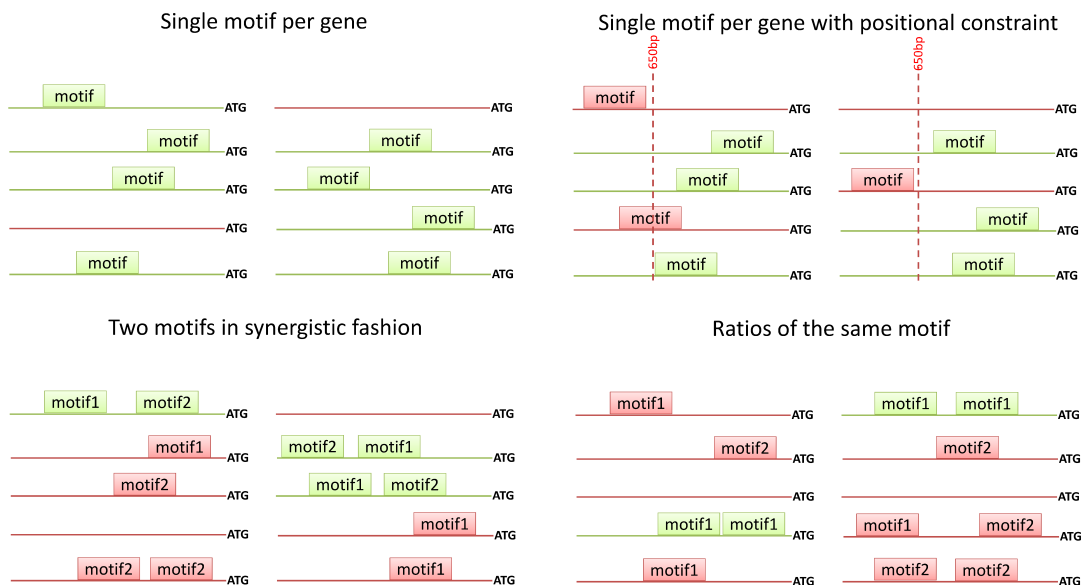 Single motif per gene
motif
ATG
ATG
motif
ATG
motif
ATG
motif
ATG
motif
ATG
ATG
motif
ATG
motif
ATG
motif
ATG
Single motif per gene with positional constraint
650bp
650bp
motif
ATG
ATG
motif
ATG
motif
ATG
motif
ATG
motif
ATG
motif
ATG
motif
ATG
motif
ATG
motif
ATG
Two motifs in synergistic fashion
motif1 motif2
ATG
ATG
motif1
ATG
motif2 motif1
ATG
motif2
ATG
motif1 motif2
ATG
ATG
motif1
ATG
motif2 motif2
ATG
motif1
ATG
Ratios of the same motif
motif1
ATG
motif1 motif1
ATG
motif2
ATG
motif2
ATG
ATG
ATG
motif1 motif1
ATG
motif1 motif2
ATG
motif1
ATG
motif2 motif2
ATG